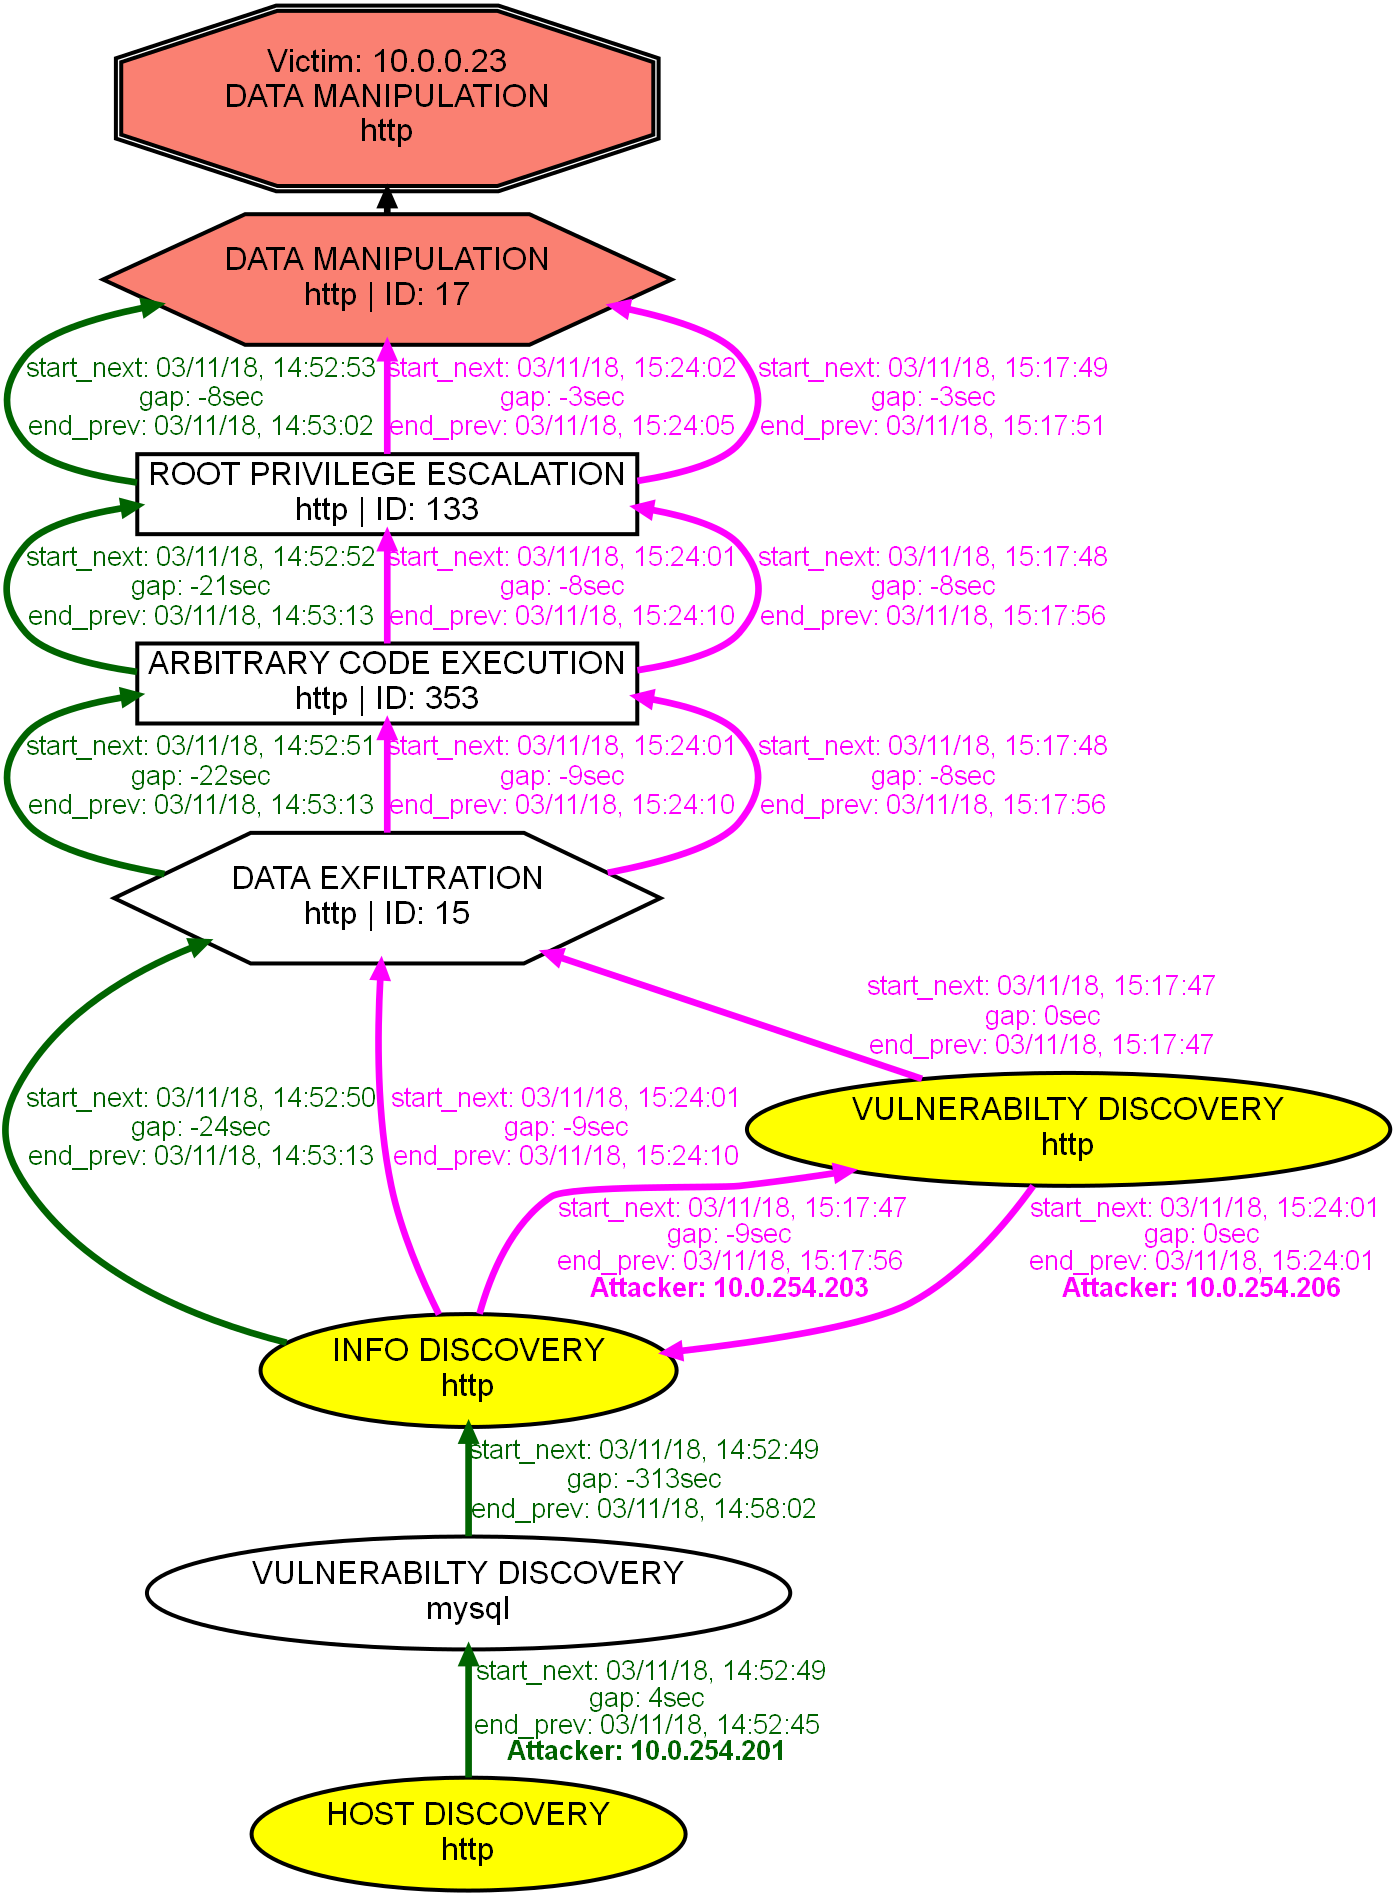 Victim: 10.0.0.23
DATA MANIPULATION
http
DATA MANIPULATION
http | ID: 17
start_next: 03/11/18, 14:52:53
gap: -8sec
end_prev: 03/11/18, 14:53:02
start_next: 03/11/18, 15:24:02
gap: -3sec
end_prev: 03/11/18, 15:24:05
start_next: 03/11/18, 15:17:49
gap: -3sec
end_prev: 03/11/18, 15:17:51
ROOT PRIVILEGE ESCALATION
http | ID: 133
start_next: 03/11/18, 14:52:52
gap: -21sec
end_prev: 03/11/18, 14:53:13
start_next: 03/11/18, 15:24:01
gap: -8sec
end_prev: 03/11/18, 15:24:10
start_next: 03/11/18, 15:17:48
gap: -8sec
end_prev: 03/11/18, 15:17:56
ARBITRARY CODE EXECUTION
http | ID: 353
start_next: 03/11/18, 14:52:51
gap: -22sec
end_prev: 03/11/18, 14:53:13
start_next: 03/11/18, 15:24:01
gap: -9sec
end_prev: 03/11/18, 15:24:10
start_next: 03/11/18, 15:17:48
gap: -8sec
end_prev: 03/11/18, 15:17:56
DATA EXFILTRATION
http | ID: 15
start_next: 03/11/18, 15:17:47
gap: 0sec
end_prev: 03/11/18, 15:17:47
start_next: 03/11/18, 14:52:50
gap: -24sec
end_prev: 03/11/18, 14:53:13
start_next: 03/11/18, 15:24:01
gap: -9sec
end_prev: 03/11/18, 15:24:10
VULNERABILTY DISCOVERY
http
start_next: 03/11/18, 15:17:47
gap: -9sec
end_prev: 03/11/18, 15:17:56
Attacker: 10.0.254.203
start_next: 03/11/18, 15:24:01
gap: 0sec
end_prev: 03/11/18, 15:24:01
Attacker: 10.0.254.206
INFO DISCOVERY
http
start_next: 03/11/18, 14:52:49
gap: -313sec
end_prev: 03/11/18, 14:58:02
VULNERABILTY DISCOVERY
mysql
start_next: 03/11/18, 14:52:49
gap: 4sec
end_prev: 03/11/18, 14:52:45
Attacker: 10.0.254.201
HOST DISCOVERY
http